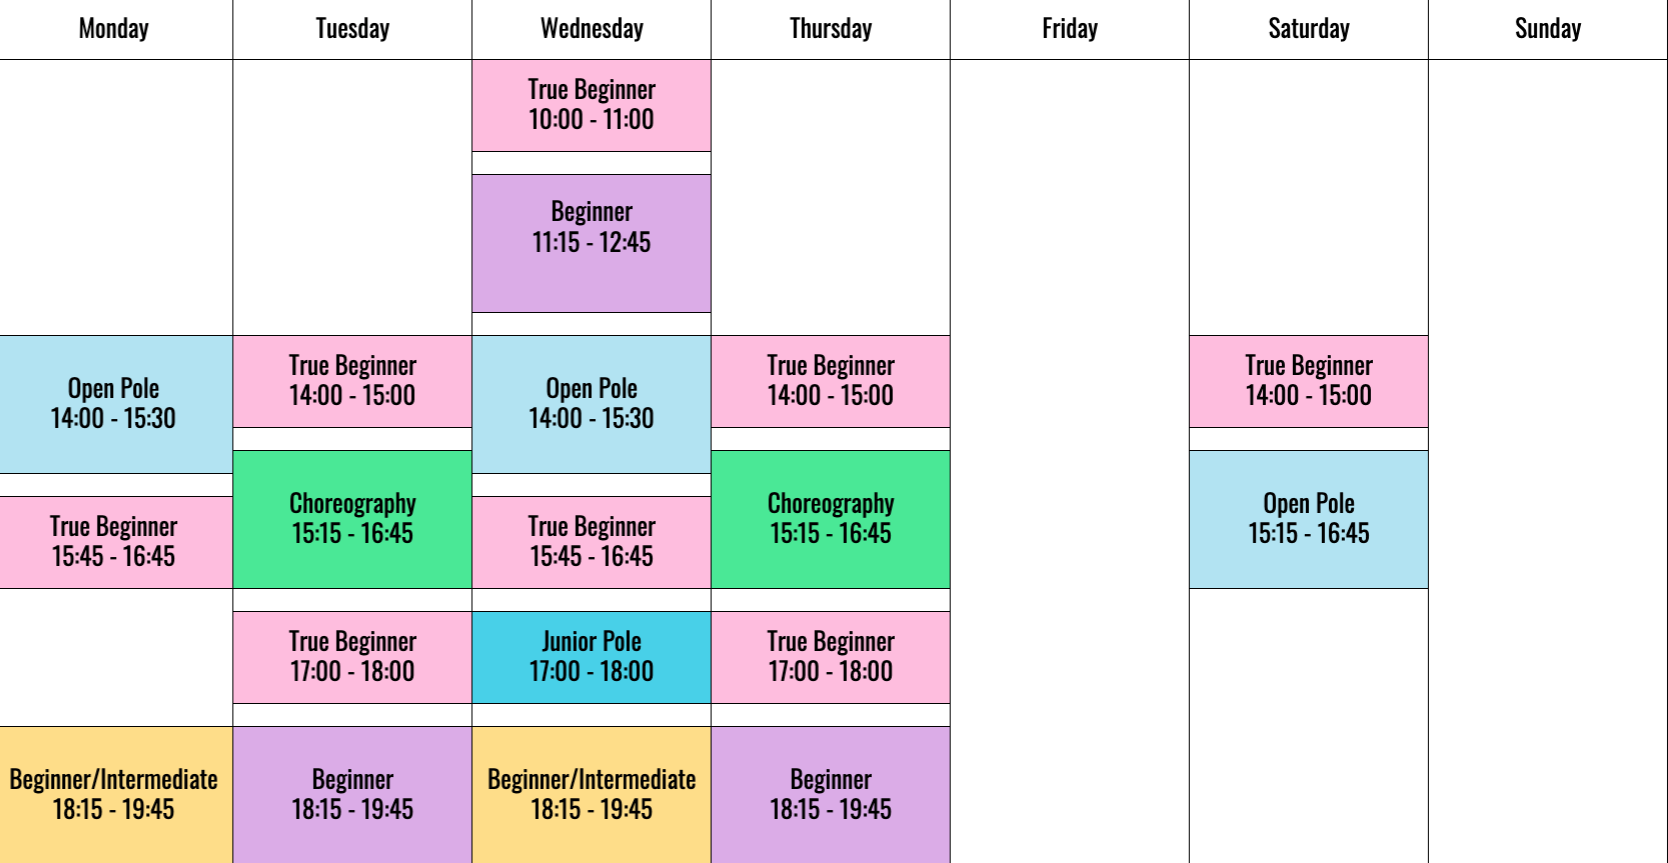 Monday
Tuesday
Wednesday
Thursday
Friday
Saturday
Sunday
True Beginner
10:00 - 11:00
Beginner
11:15 - 12:45
Open Pole
14:00 - 15:30
True Beginner
14:00 - 15:00
Open Pole
14:00 - 15:30
True Beginner
14:00 - 15:00
True Beginner
14:00 - 15:00
True Beginner
15:45 - 16:45
Choreography
15:15 - 16:45
True Beginner
15:45 - 16:45
Choreography
15:15 - 16:45
Open Pole
15:15 - 16:45
True Beginner
17:00 - 18:00
Junior Pole
17:00 - 18:00
True Beginner
17:00 - 18:00
Beginner/Intermediate
18:15 - 19:45
Beginner
18:15 - 19:45
Beginner/Intermediate
18:15 - 19:45
Beginner
18:15 - 19:45